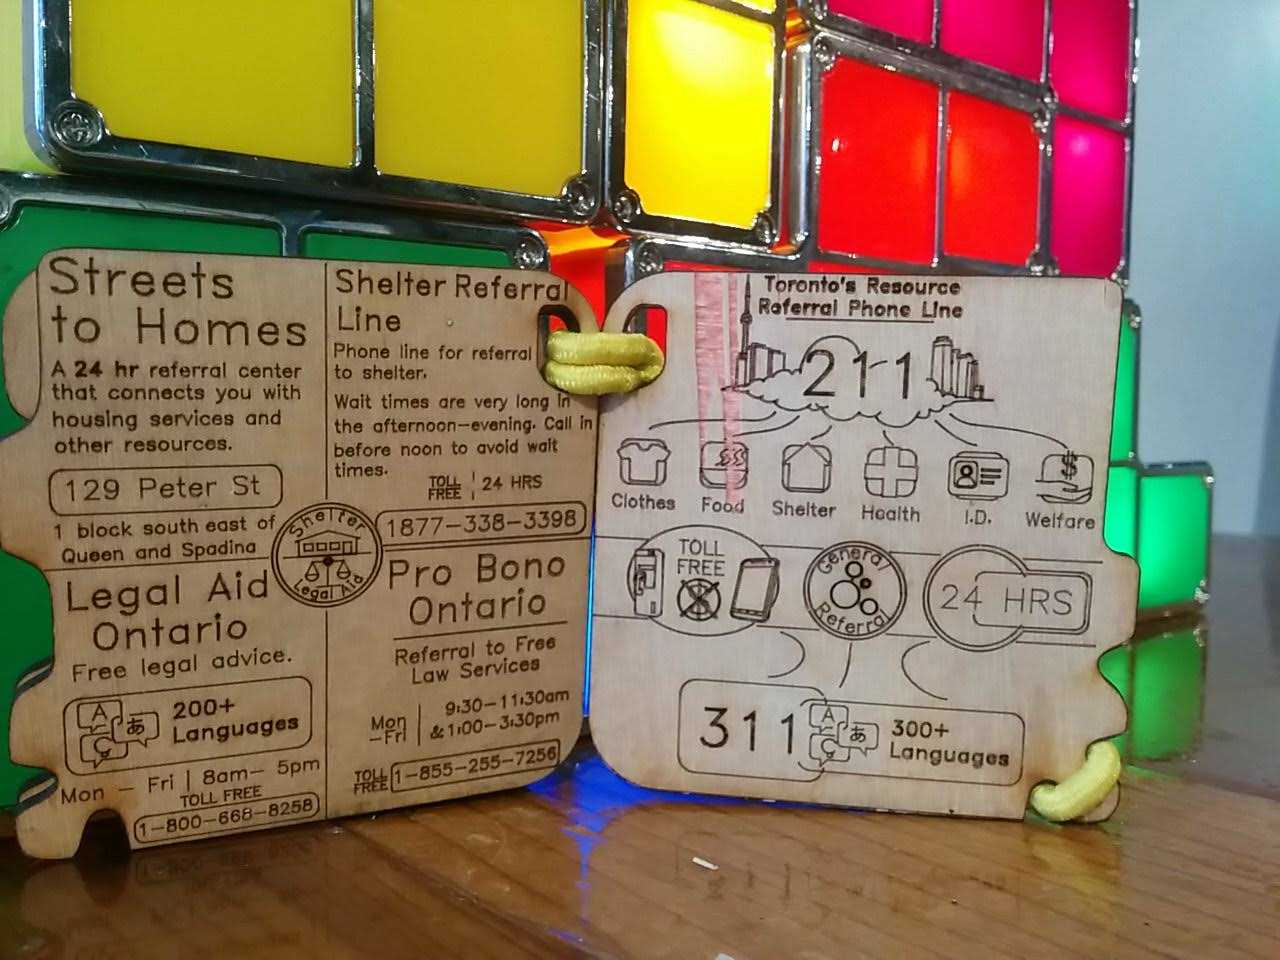 Streets
to Homes
A 24 hr referral center
that connects you with
housing services and
other resources.
129 Peter St
1 block south east of
Queen and Spadina
Shelter Referral
Line
Phone line for referral
to shelter.
Wait times are very long in
the afternoon-evening. Call in
before noon to avoid wait
times.
TOLL
FREE
24 HRS
1877-338-3398
Shelter
Legal Aid
Legal Aid
Ontario
Free legal advice.
A
あ
200+
Languages
Mon - Fri | 8am- 5pm
TOLL FREE
1-800-668-8258
Pro Bono
Ontario
Referral to Free
Law Services
Mon
-Fri
9:30-11:30am
&1:00-3:30pm
TOLL
FREE
1-855-255-7256
Toronto's Resource
Referral Phone Line
211
Clothes
Food
Shelter
Health
I.D.
$
Welfare
TOLL
FREE
General
Referral
24 HRS
311
A
あ
300+
Languages